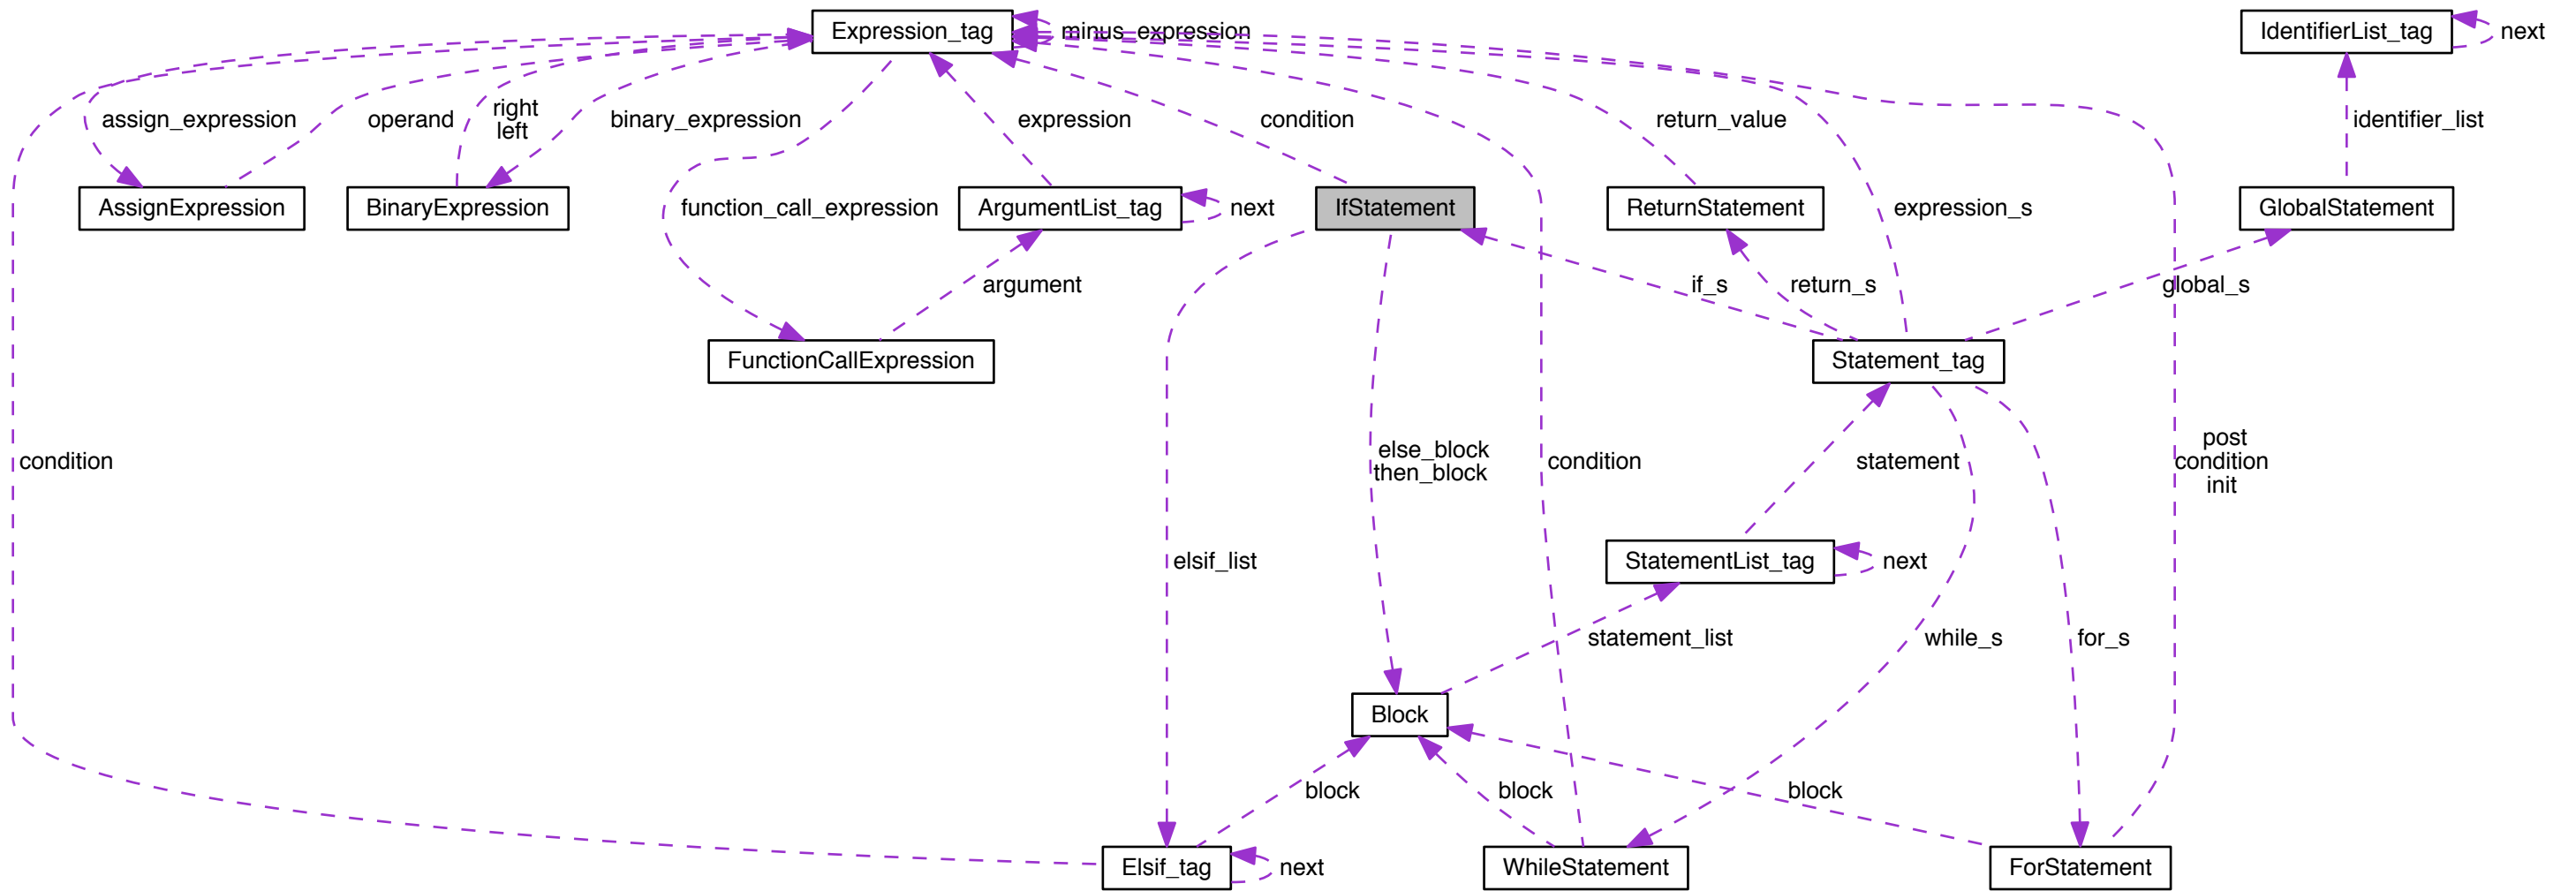 Expression_tag
minus_expression
IdentifierList_tag
next
assign_expression
operand
right
left
binary_expression
expression
condition
return_value
identifier_list
AssignExpression
BinaryExpression
function_call_expression
ArgumentList_tag
next
IfStatement
ReturnStatement
expression_s
GlobalStatement
argument
if_s
return_s
global_s
FunctionCallExpression
Statement_tag
condition
else_block
then_block
condition
statement
post
condition
init
elsif_list
StatementList_tag
next
statement_list
while_s
for_s
Block
block
block
block
Elsif_tag
next
WhileStatement
ForStatement